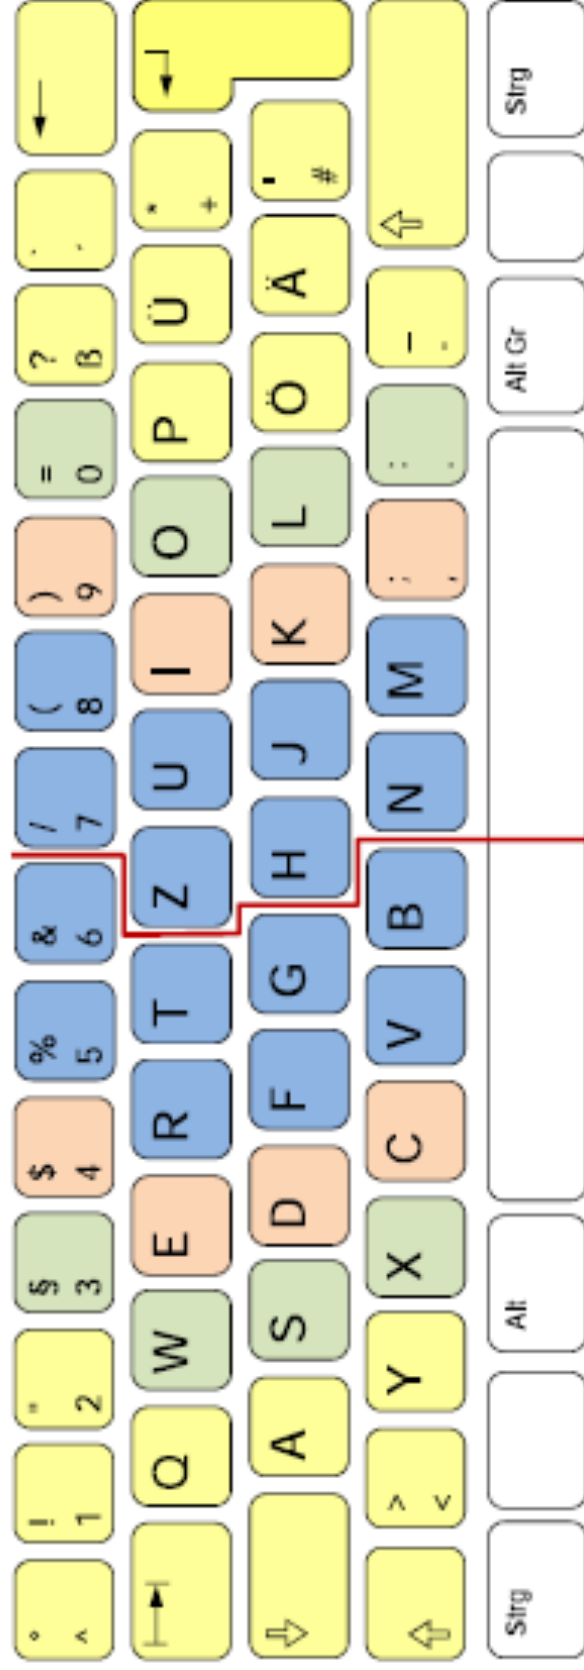 ° ! " § $ % & / ( ) = ? `
^ 1 2 3 4 5 6 7 8 9 0 ß ´
Q W E R T Z U I O P Ü * +
A S D F G H J K L Ö Ä ' #
> < Y X C V B N M ; , : . _ -
Strg Alt Alt Gr Strg